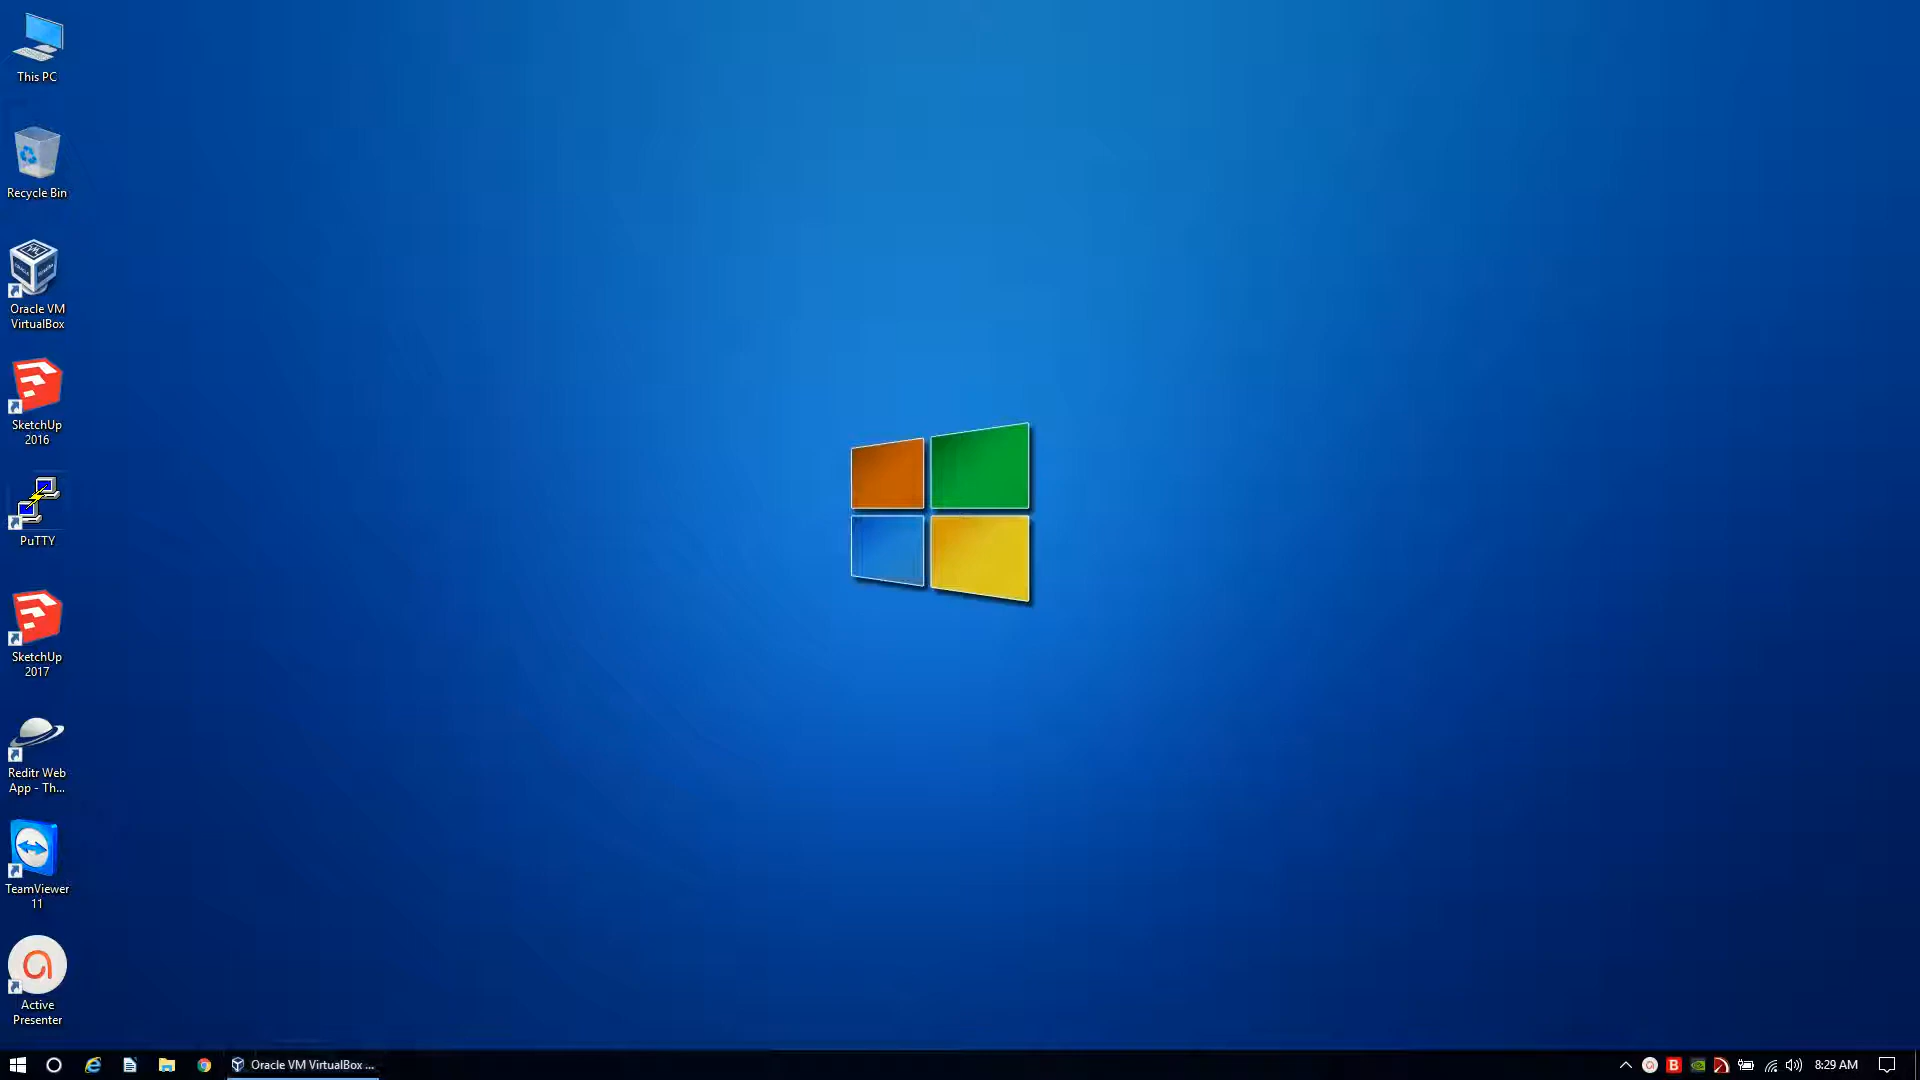 This PC
Recycle Bin
Oracle VM
VirtualBox
SketchUp
2016
PuTTY
SketchUp
2017
Reditr Web
App - Th...
TeamViewer
11
Active
Presenter
Oracle VM VirtualBox ...
8:29 AM